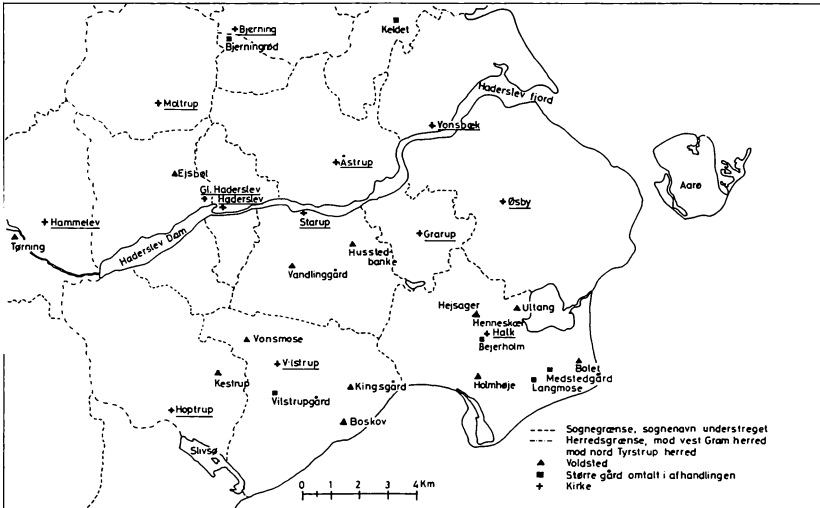 Bjerning
Bjerningrød
Keldet
Haderslev fjord
Moltrup
Vonsbæk
Åstrup
Ejsbøl
Gl. Haderslev
Haderslev
Aarø
Hammelev
Tørning
Haderslev Dam
Starup
Øsby
Grarup
Hussled-
banke
Vandlinggård
Hejsager
Henneskær
Ultang
Halk
Bejerholm
Vonsmose
Vilstrup
Kestrup
Vilstrupgård
Kingsgård
Holmhøje
Bolet
Medstedgård
Langmose
Hoptrup
Boskov
Slivsø
Sognegrænse, sognenavn understreget
Herredsgrænse, mod vest Gram herred
mod nord Tyrstrup herred
Voldsted
Større gård omtalt i afhandlingen
Kirke
0 1 2 3 4 Km